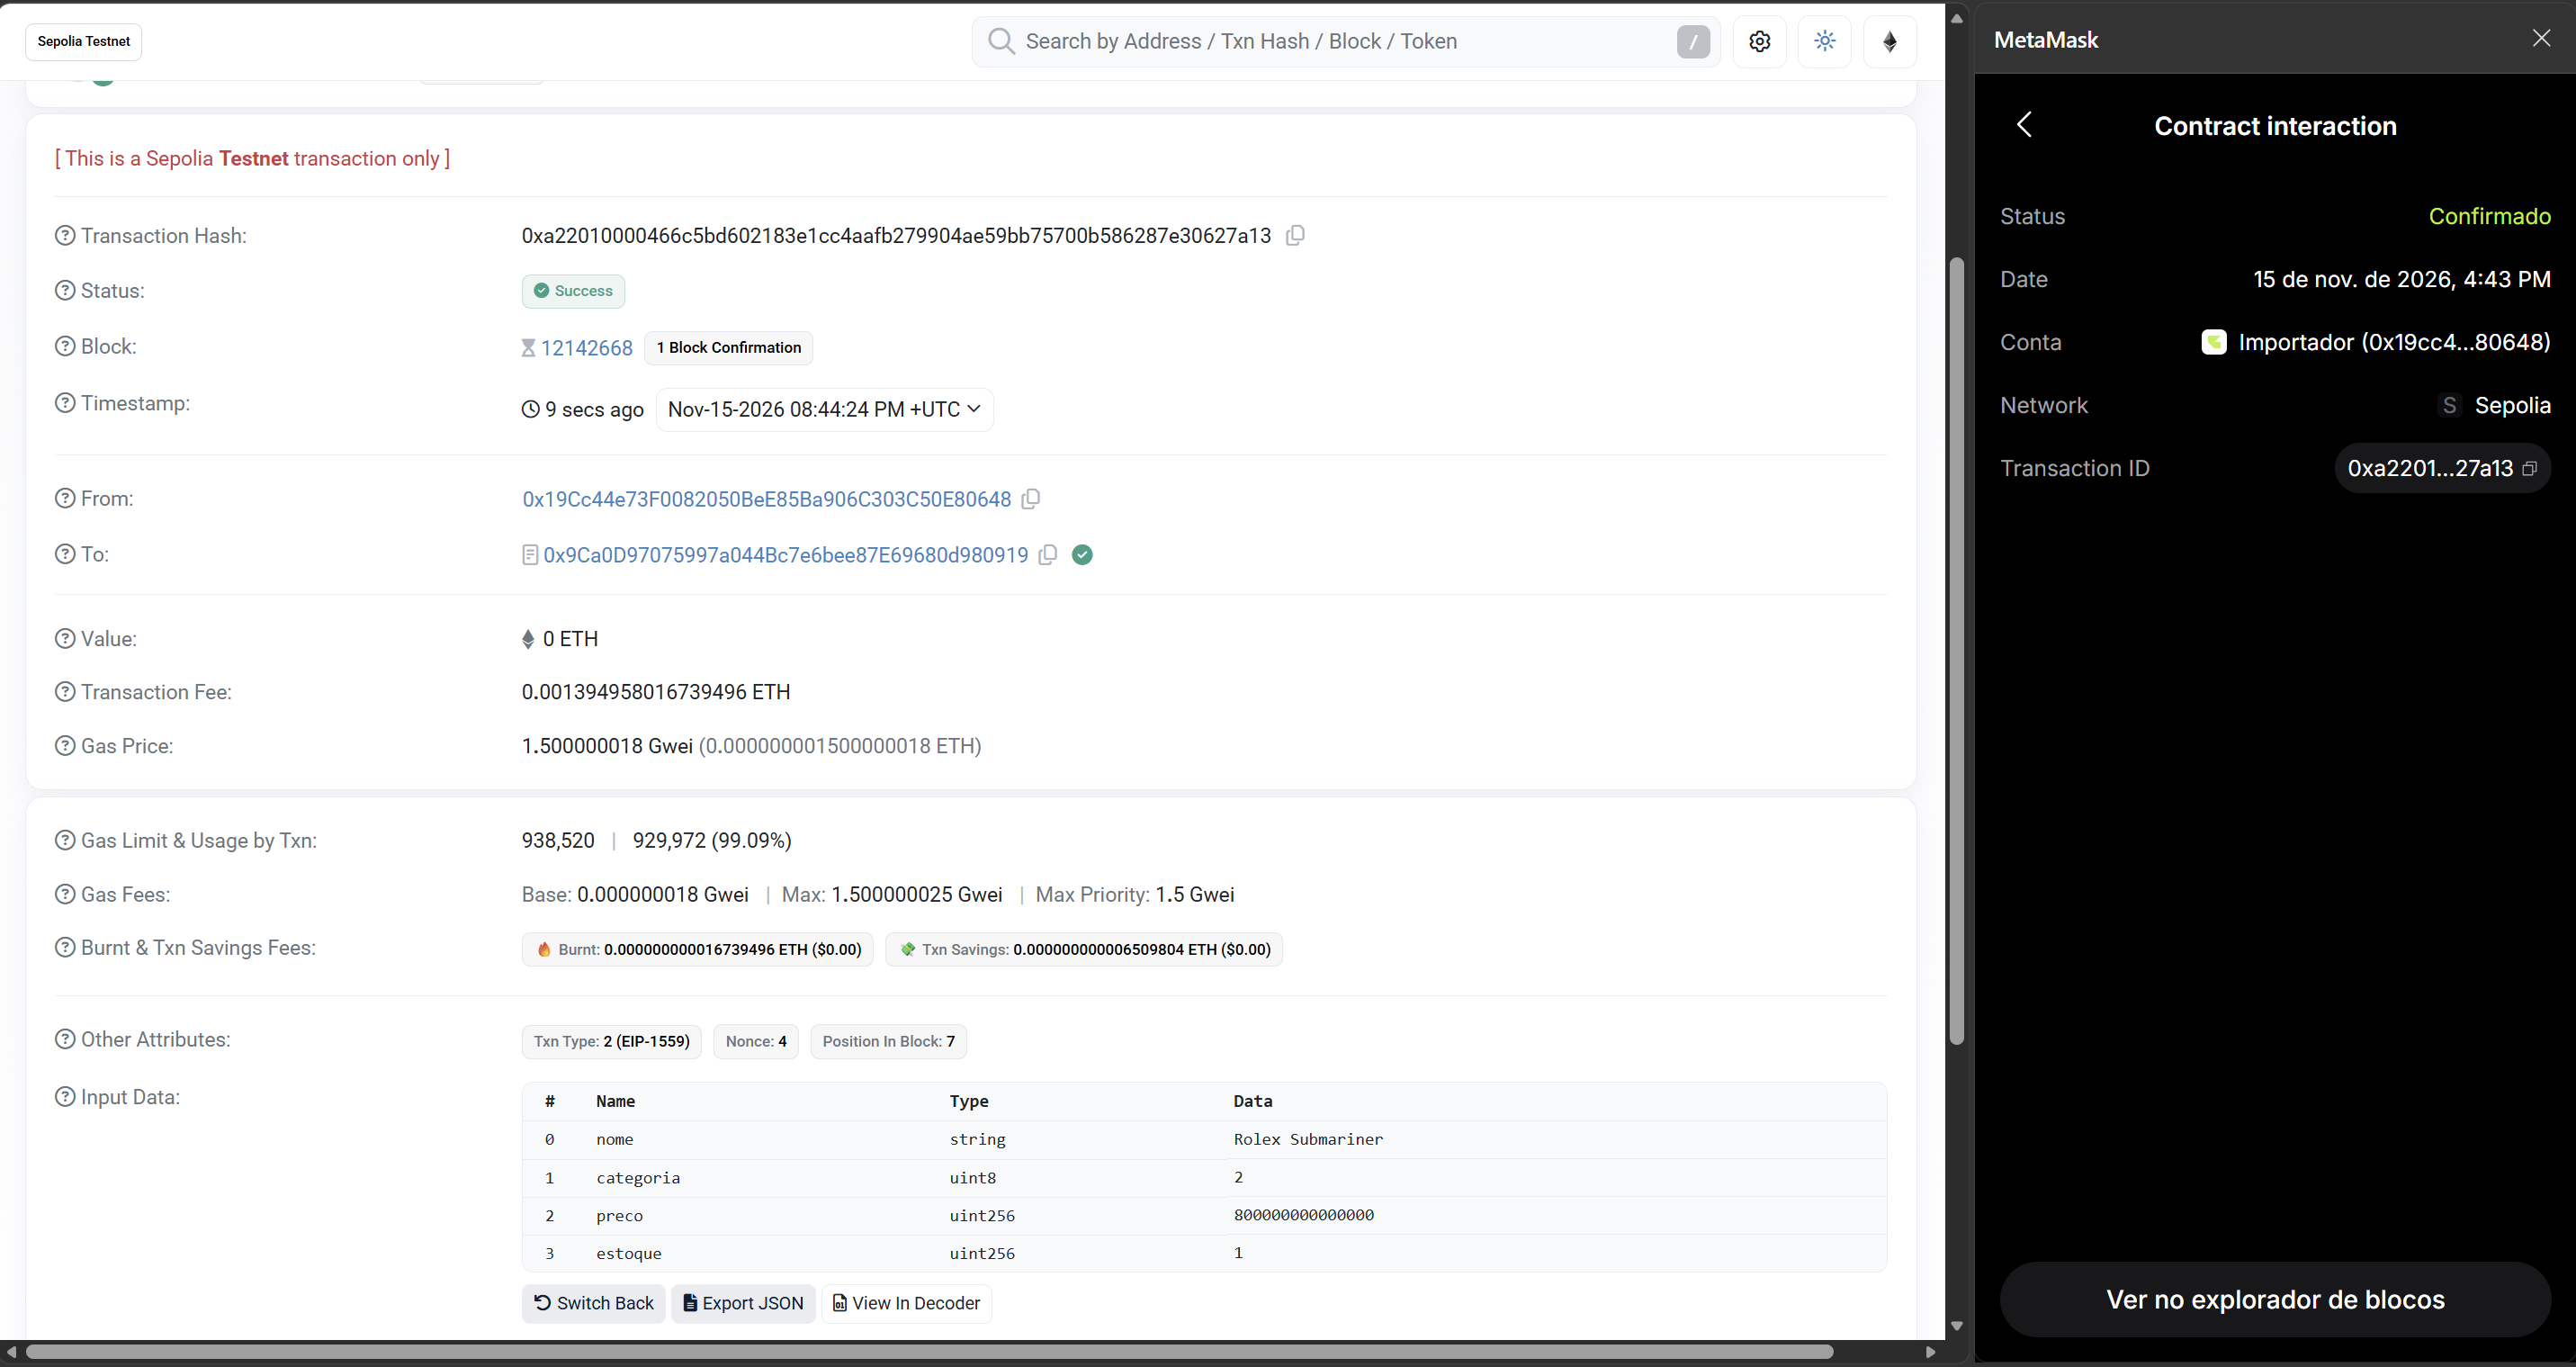 Sepolia Testnet
Search by Address / Txn Hash / Block / Token
/
[ This is a Sepolia Testnet transaction only ]
Transaction Hash: 0xa22010000466c5bd602183e1cc4aafb279904ae59bb75700b586287e30627a13
Status: Success
Block: 12142668 1 Block Confirmation
Timestamp: 9 secs ago Nov-15-2026 08:44:24 PM +UTC
From: 0x19Cc44e73F0082050BeE85Ba906C303C50E80648
To: 0x9Ca0D97075997a044Bc7e6bee87E69680d980919
Value: 0 ETH
Transaction Fee: 0.001394958016739496 ETH
Gas Price: 1.500000018 Gwei (0.000000001500000018 ETH)
Gas Limit & Usage by Txn: 938,520 | 929,972 (99.09%)
Gas Fees: Base: 0.000000018 Gwei | Max: 1.500000025 Gwei | Max Priority: 1.5 Gwei
Burnt & Txn Savings Fees: Burnt: 0.000000000016739496 ETH ($0.00) Txn Savings: 0.000000000006509804 ETH ($0.00)
Other Attributes: Txn Type: 2 (EIP-1559) Nonce: 4 Position In Block: 7
Input Data:
# Name Type Data
0 nome string Rolex Submariner
1 categoria uint8 2
2 preco uint256 800000000000000
3 estoque uint256 1
Switch Back Export JSON View In Decoder
MetaMask
Contract interaction
Status Confirmado
Date 15 de nov. de 2026, 4:43 PM
Conta Importador (0x19cc4...80648)
Network S Sepolia
Transaction ID 0xa2201...27a13
Ver no explorador de blocos